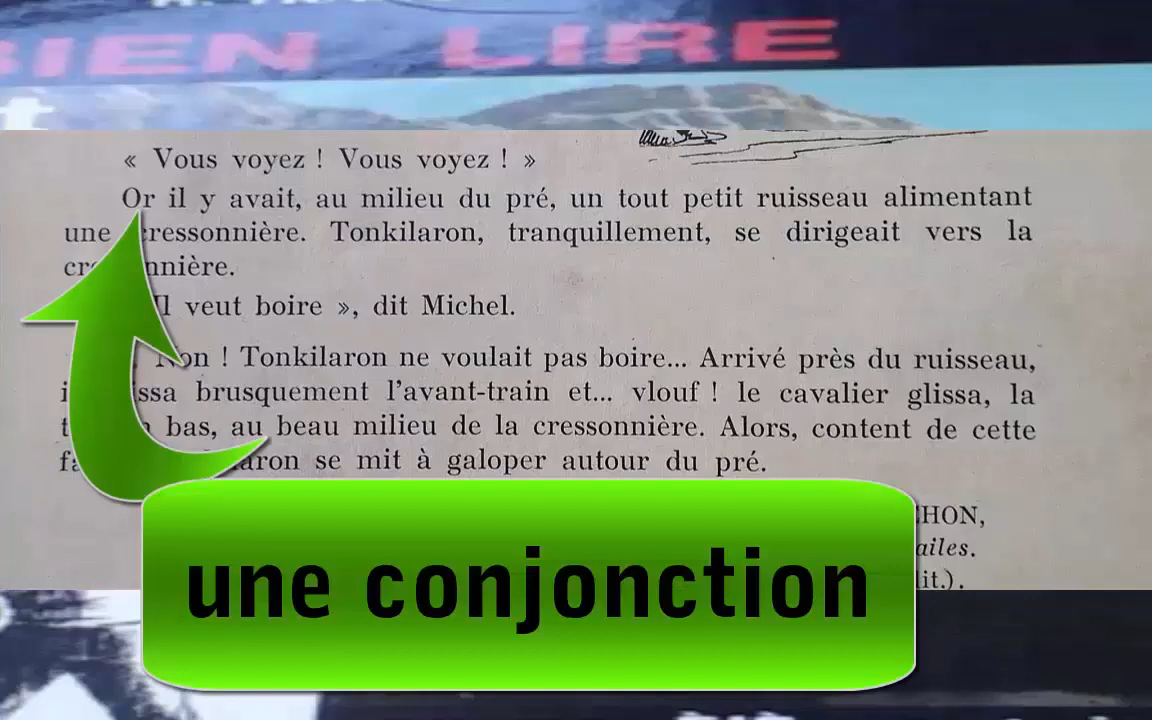 BIEN LIRE
« Vous voyez ! Vous voyez ! »
Or il y avait, au milieu du pré, un tout petit ruisseau alimentant
une cressonnière. Tonkilaron, tranquillement, se dirigeait vers la
cressonnière.
Il veut boire », dit Michel.
Non ! Tonkilaron ne voulait pas boire... Arrivé près du ruisseau,
brusquement l'avant-train et... vlouf ! le cavalier glissa, la
bas, au beau milieu de la cressonnière. Alors, content de cette
se mit à galoper autour du pré.
HON,
ailes.
une conjonction